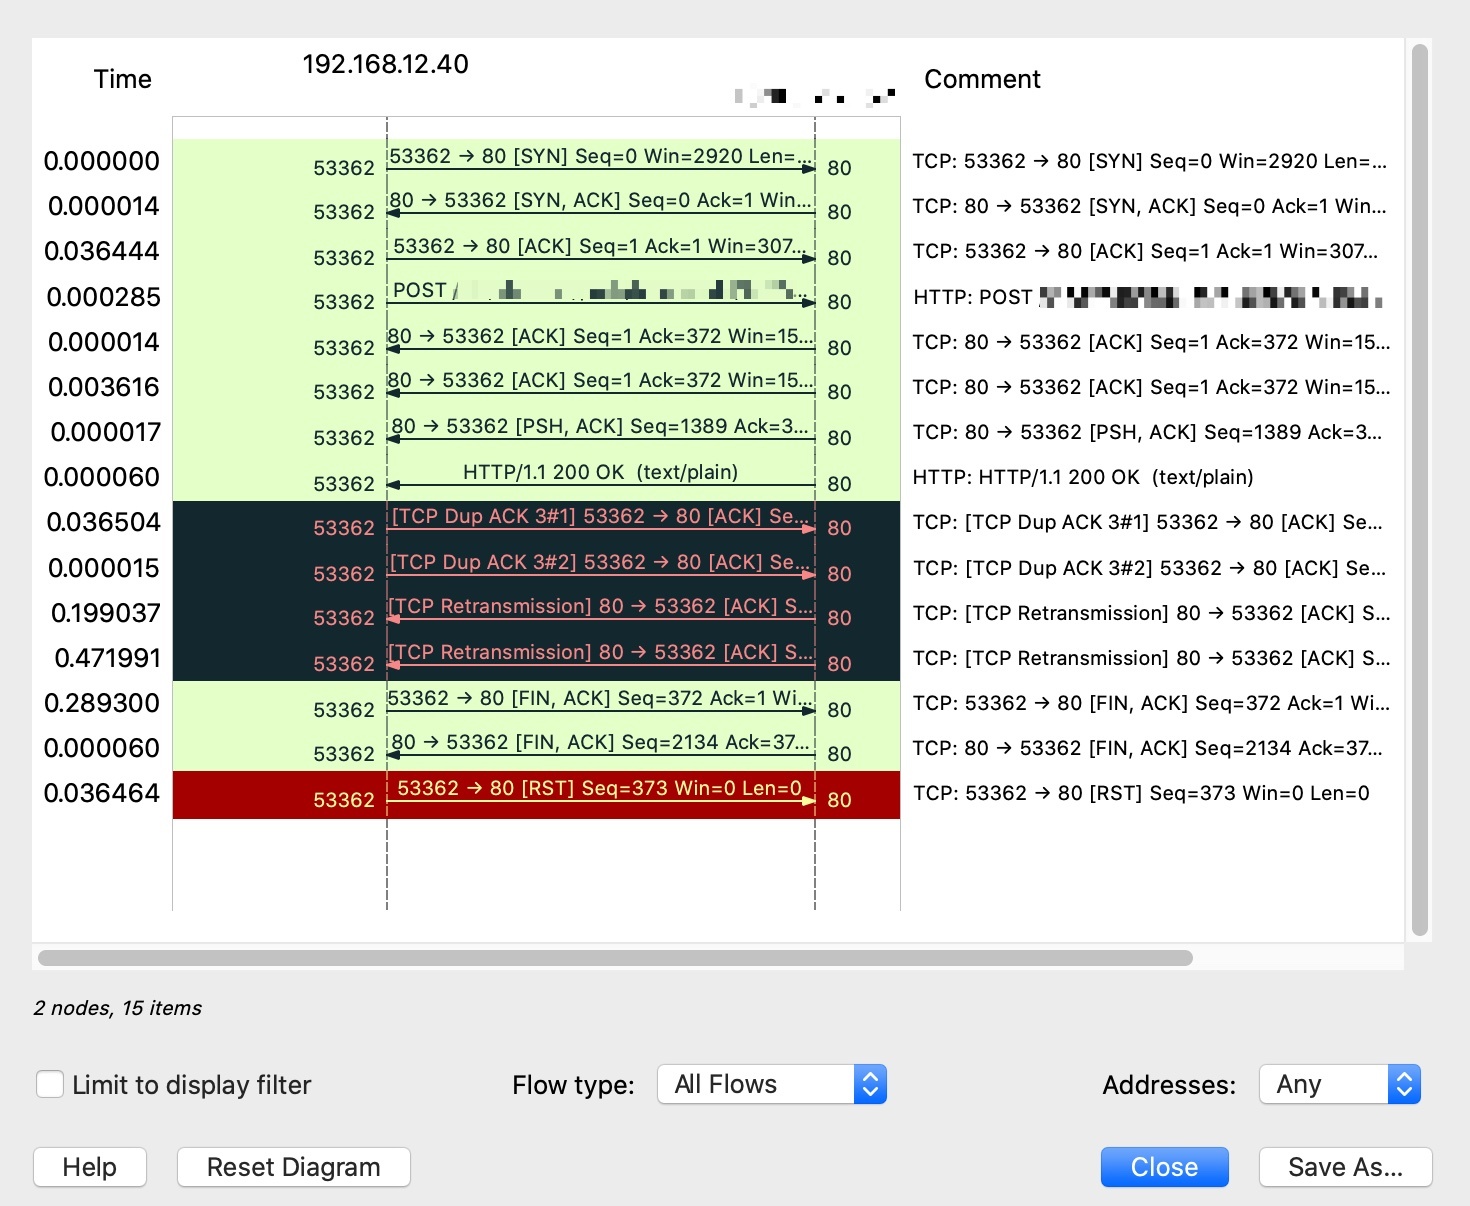 192.168.12.40
Time
Comment
0.000000 53362 53362 → 80 [SYN] Seq=0 Win=2920 Len=... 80 TCP: 53362 → 80 [SYN] Seq=0 Win=2920 Len=...
0.000014 53362 80 → 53362 [SYN, ACK] Seq=0 Ack=1 Win... 80 TCP: 80 → 53362 [SYN, ACK] Seq=0 Ack=1 Win...
0.036444 53362 53362 → 80 [ACK] Seq=1 Ack=1 Win=307... 80 TCP: 53362 → 80 [ACK] Seq=1 Ack=1 Win=307...
0.000285 53362 POST / ... 80 HTTP: POST
0.000014 53362 80 → 53362 [ACK] Seq=1 Ack=372 Win=15... 80 TCP: 80 → 53362 [ACK] Seq=1 Ack=372 Win=15...
0.003616 53362 80 → 53362 [ACK] Seq=1 Ack=372 Win=15... 80 TCP: 80 → 53362 [ACK] Seq=1 Ack=372 Win=15...
0.000017 53362 80 → 53362 [PSH, ACK] Seq=1389 Ack=3... 80 TCP: 80 → 53362 [PSH, ACK] Seq=1389 Ack=3...
0.000060 53362 HTTP/1.1 200 OK (text/plain) 80 HTTP: HTTP/1.1 200 OK (text/plain)
0.036504 53362 [TCP Dup ACK 3#1] 53362 → 80 [ACK] Se... 80 TCP: [TCP Dup ACK 3#1] 53362 → 80 [ACK] Se...
0.000015 53362 [TCP Dup ACK 3#2] 53362 → 80 [ACK] Se... 80 TCP: [TCP Dup ACK 3#2] 53362 → 80 [ACK] Se...
0.199037 53362 [TCP Retransmission] 80 → 53362 [ACK] S... 80 TCP: [TCP Retransmission] 80 → 53362 [ACK] S...
0.471991 53362 [TCP Retransmission] 80 → 53362 [ACK] S... 80 TCP: [TCP Retransmission] 80 → 53362 [ACK] S...
0.289300 53362 53362 → 80 [FIN, ACK] Seq=372 Ack=1 Wi... 80 TCP: 53362 → 80 [FIN, ACK] Seq=372 Ack=1 Wi...
0.000060 53362 80 → 53362 [FIN, ACK] Seq=2134 Ack=37... 80 TCP: 80 → 53362 [FIN, ACK] Seq=2134 Ack=37...
0.036464 53362 53362 → 80 [RST] Seq=373 Win=0 Len=0 80 TCP: 53362 → 80 [RST] Seq=373 Win=0 Len=0
2 nodes, 15 items
Limit to display filter Flow type: All Flows Addresses: Any
Help Reset Diagram Close Save As...